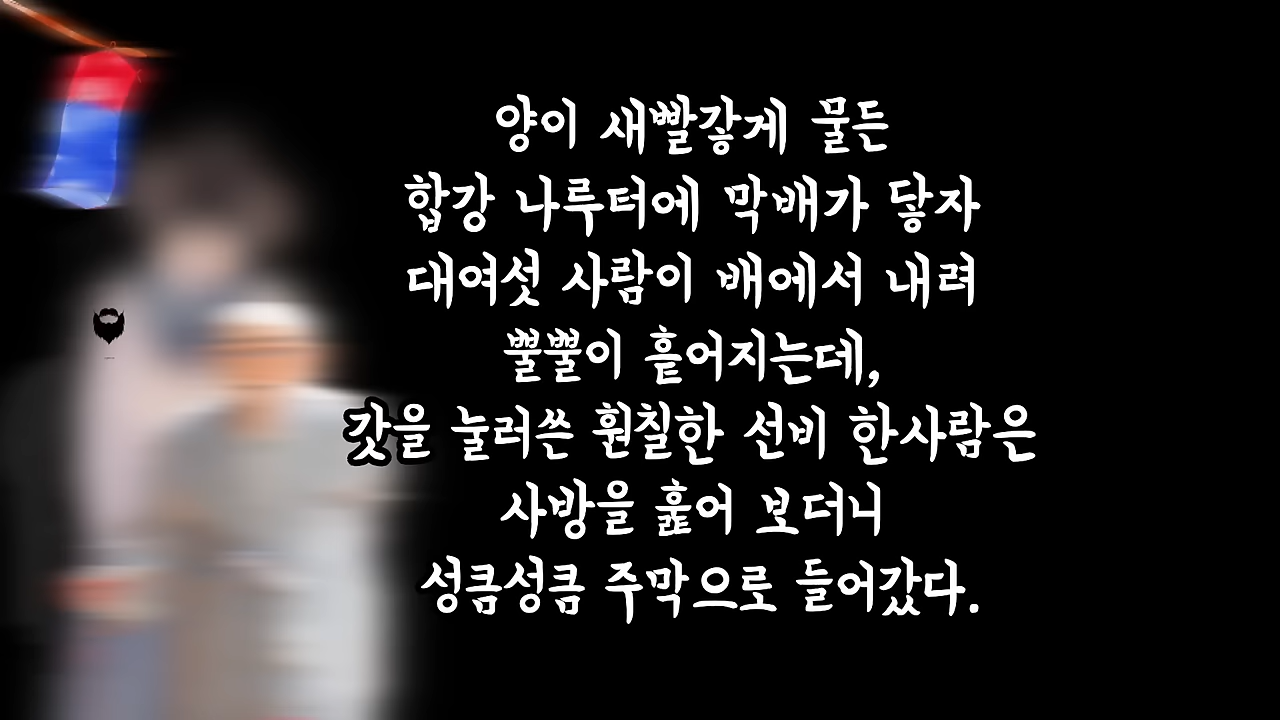 양이 새빨갛게 물든
합강 나루터에 막배가 닿자
대여섯 사람이 배에서 내려
뿔뿔이 흩어지는데,
갓을 눌러쓴 훤칠한 선비 한사람은
사방을 훑어 보더니
성큼성큼 주막으로 들어갔다.